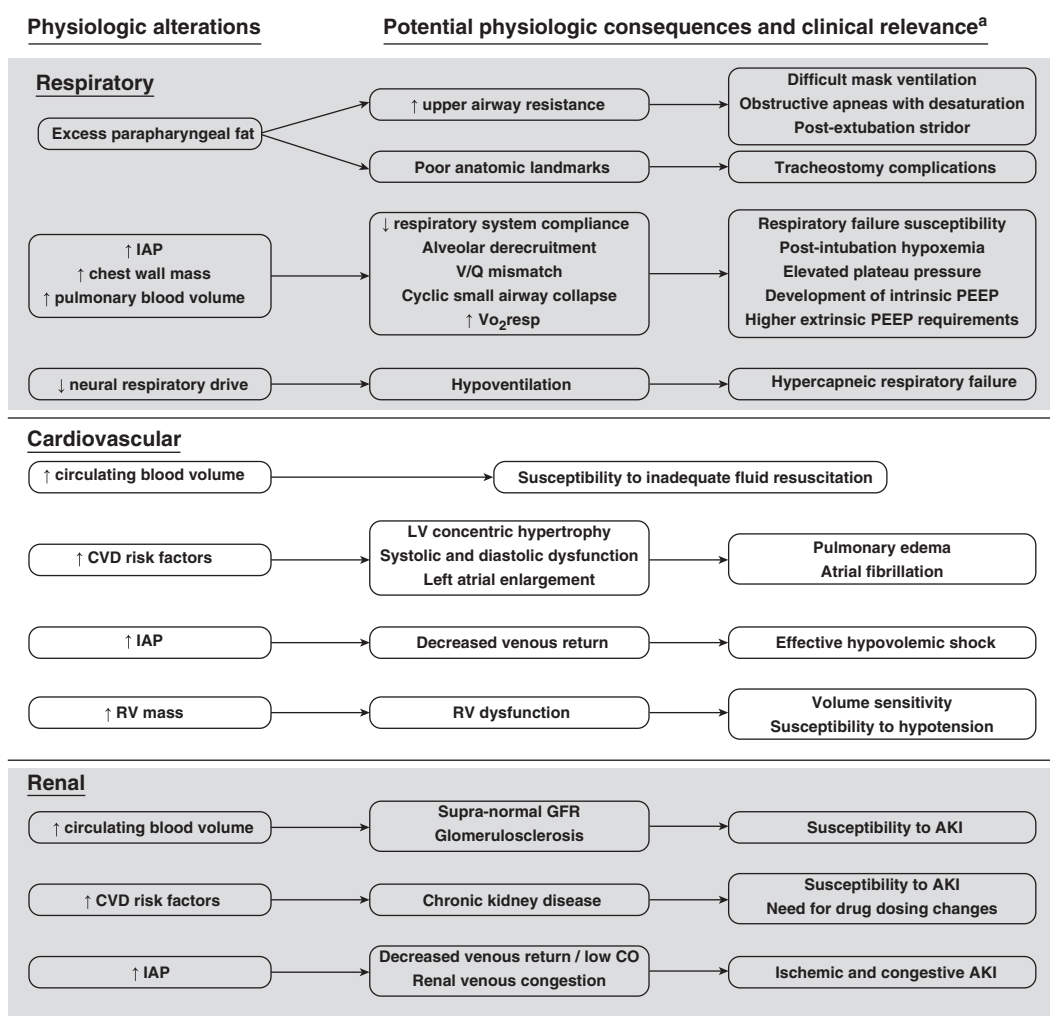 Physiologic alterations
Potential physiologic consequences and clinical relevanceᵃ
Respiratory
Excess parapharyngeal fat
↑ upper airway resistance
Difficult mask ventilation
Obstructive apneas with desaturation
Post-extubation stridor
Poor anatomic landmarks
Tracheostomy complications
↑ IAP
↑ chest wall mass
↑ pulmonary blood volume
↓ respiratory system compliance
Alveolar derecruitment
V/Q mismatch
Cyclic small airway collapse
↑ Vo₂resp
Respiratory failure susceptibility
Post-intubation hypoxemia
Elevated plateau pressure
Development of intrinsic PEEP
Higher extrinsic PEEP requirements
↓ neural respiratory drive
Hypoventilation
Hypercapneic respiratory failure
Cardiovascular
↑ circulating blood volume
Susceptibility to inadequate fluid resuscitation
↑ CVD risk factors
LV concentric hypertrophy
Systolic and diastolic dysfunction
Left atrial enlargement
Pulmonary edema
Atrial fibrillation
↑ IAP
Decreased venous return
Effective hypovolemic shock
↑ RV mass
RV dysfunction
Volume sensitivity
Susceptibility to hypotension
Renal
↑ circulating blood volume
Supra-normal GFR
Glomerulosclerosis
Susceptibility to AKI
↑ CVD risk factors
Chronic kidney disease
Susceptibility to AKI
Need for drug dosing changes
↑ IAP
Decreased venous return / low CO
Renal venous congestion
Ischemic and congestive AKI